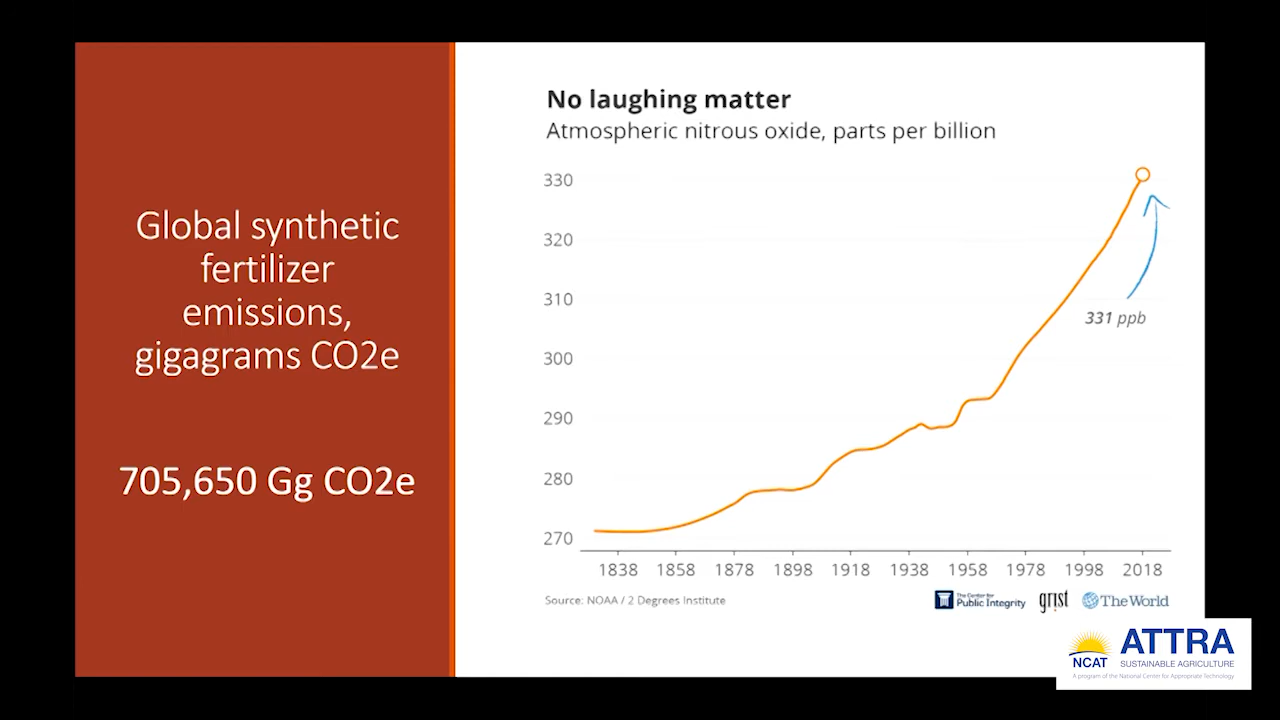 Global synthetic
fertilizer
emissions,
gigagrams CO2e
705,650 Gg CO2e
No laughing matter
Atmospheric nitrous oxide, parts per billion
330
320
310
300
290
280
270
331 ppb
1838 1858 1878 1898 1918 1938 1958 1978 1998 2018
Source: NOAA / 2 Degrees Institute
The Center for
Public Integrity
grist
The World
NCAT
ATTRA
SUSTAINABLE AGRICULTURE
A program of the National Center for Appropriate Technology